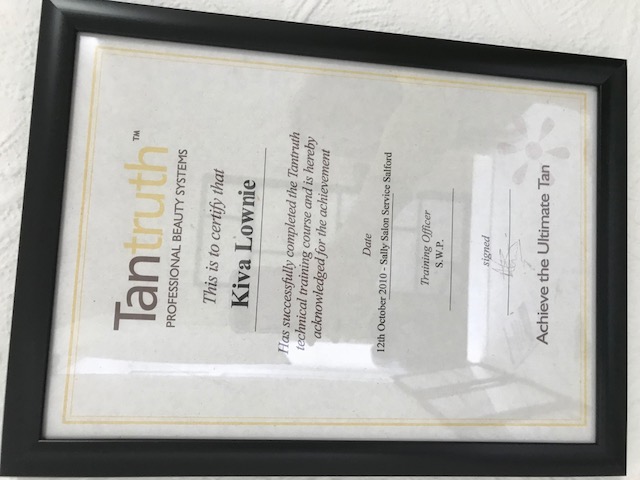 Tantruth™
PROFESSIONAL BEAUTY SYSTEMS
This is to certify that
Kiva Lownie
Has successfully completed the Tantruth
technical training course and is hereby
acknowledged for the achievement
Date
12th October 2010 - Sally Salon Service Salford
Training Officer
S.W.P.
signed
Achieve the Ultimate Tan